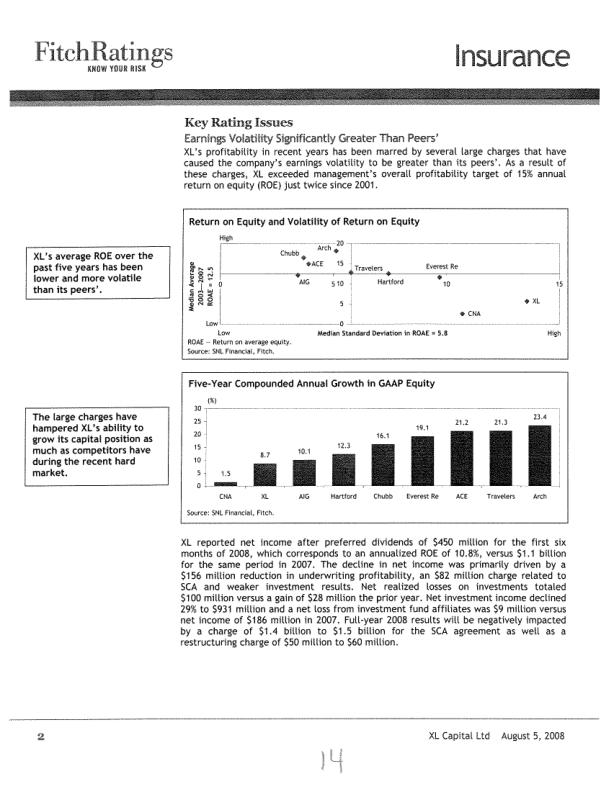 FitchRatings
KNOW YOUR RISK
Insurance
Key Rating Issues
Earnings Volatility Significantly Greater Than Peers'
XL's profitability in recent years has been marred by several large charges that have
caused the company's earnings volatility to be greater than its peers'. As a result of
these charges, XL exceeded management's overall profitability target of 15% annual
return on equity (ROE) just twice since 2001.
XL's average ROE over the
past five years has been
lower and more volatile
than its peers'.
Return on Equity and Volatility of Return on Equity
High
Median Average
2003—2007
ROAE = 12.5
Low
20
15
10
5
0
0
5
10
15
Chubb
Arch
ACE
AIG
Travelers
Hartford
Everest Re
CNA
XL
Low
Median Standard Deviation in ROAE = 5.8
High
ROAE — Return on average equity.
Source: SNL Financial, Fitch.
The large charges have
hampered XL's ability to
grow its capital position as
much as competitors have
during the recent hard
market.
Five-Year Compounded Annual Growth in GAAP Equity
(%)
30
25
20
15
10
5
0
1.5
8.7
10.1
12.3
16.1
19.1
21.2
21.3
23.4
CNA
XL
AIG
Hartford
Chubb
Everest Re
ACE
Travelers
Arch
Source: SNL Financial, Fitch.
XL reported net income after preferred dividends of $450 million for the first six
months of 2008, which corresponds to an annualized ROE of 10.8%, versus $1.1 billion
for the same period in 2007. The decline in net income was primarily driven by a
$156 million reduction in underwriting profitability, an $82 million charge related to
SCA and weaker investment results. Net realized losses on investments totaled
$100 million versus a gain of $28 million the prior year. Net investment income declined
29% to $931 million and a net loss from investment fund affiliates was $9 million versus
net income of $186 million in 2007. Full-year 2008 results will be negatively impacted
by a charge of $1.4 billion to $1.5 billion for the SCA agreement as well as a
restructuring charge of $50 million to $60 million.
2
XL Capital Ltd August 5, 2008
14